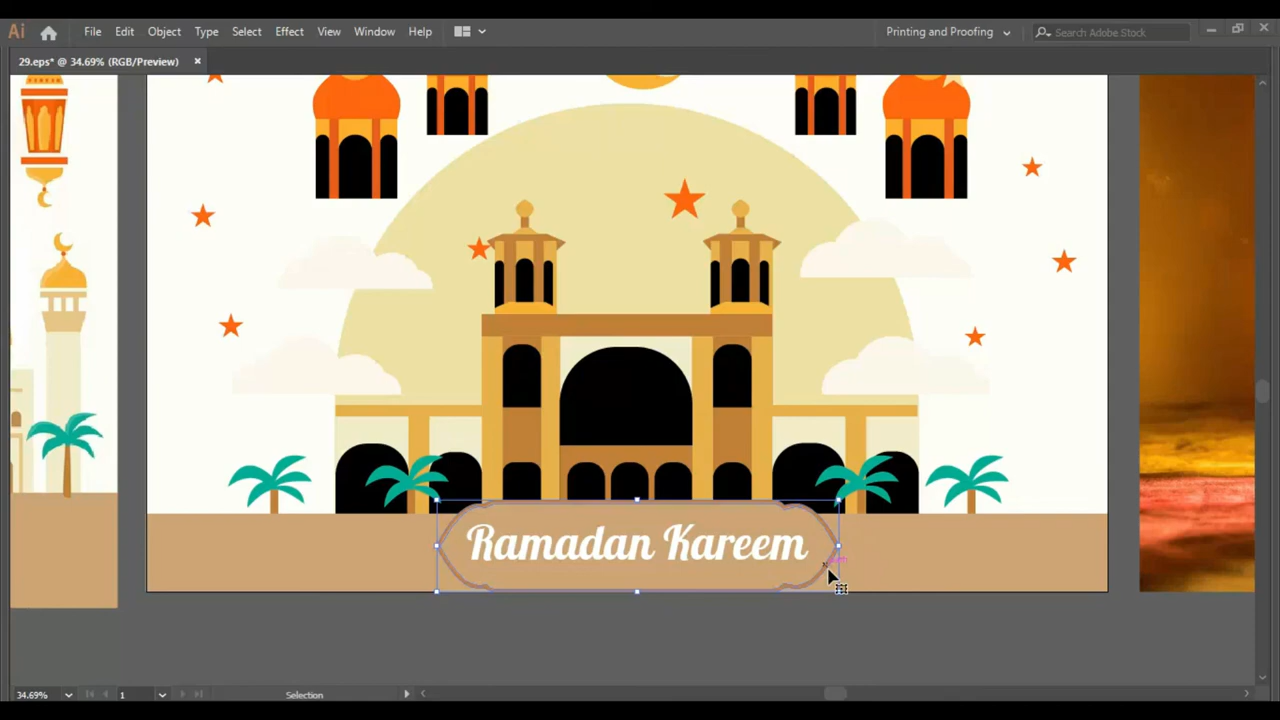 Ai File Edit Object Type Select Effect View Window Help Printing and Proofing Search Adobe Stock
29.eps* @ 34.69% (RGB/Preview) ×
Ramadan Kareem
34.69% 1 Selection